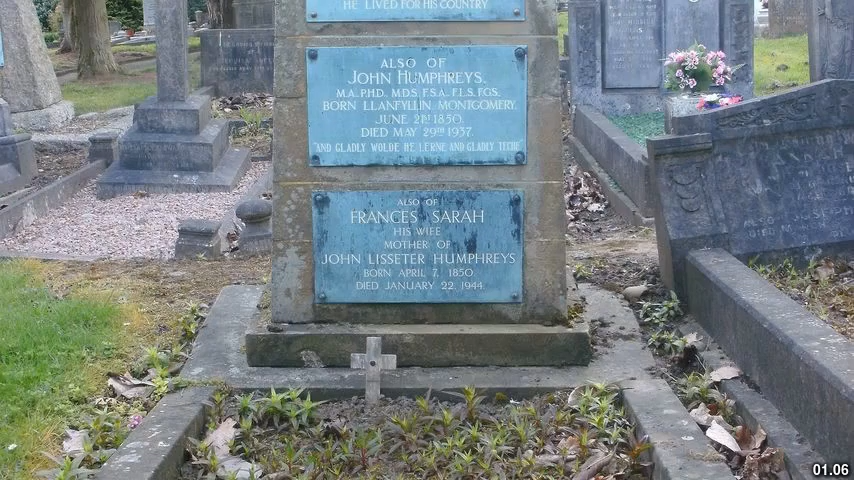 HE LIVED FOR HIS COUNTRY
ALSO OF
JOHN HUMPHREYS.
M.A. PH.D. M.D.S. F.S.A. F.L.S. F.G.S.
BORN LLANFYLLIN MONTGOMERY
JUNE 21ST 1850.
DIED MAY 29TH 1937.
"AND GLADLY WOLDE HE LERNE AND GLADLY TECHE"
ALSO OF
FRANCES SARAH
HIS WIFE
MOTHER OF
JOHN LISSETER HUMPHREYS
BORN APRIL 7. 1850.
DIED JANUARY 22. 1944.
01.06